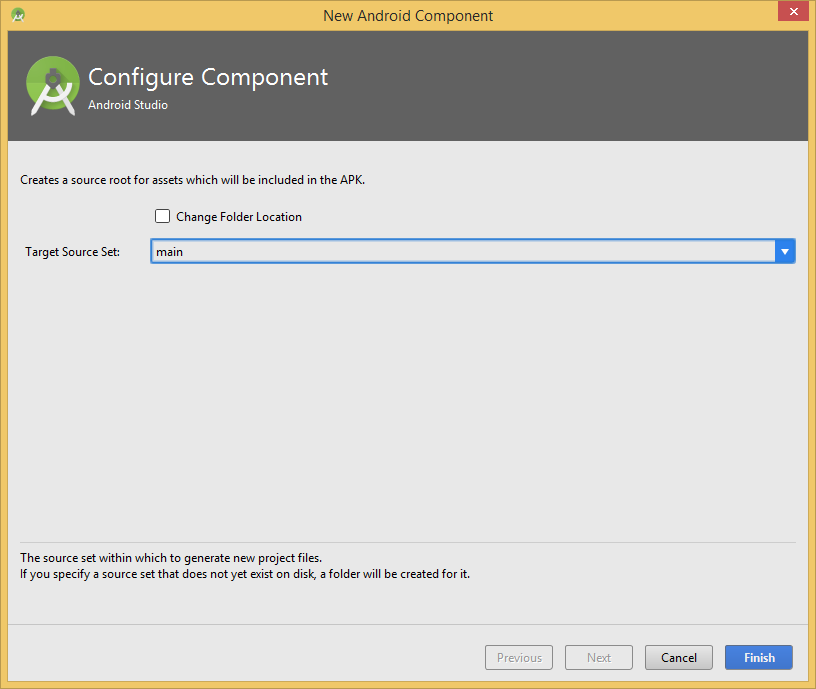 New Android Component
Configure Component
Android Studio
Creates a source root for assets which will be included in the APK.
Change Folder Location
Target Source Set: main
The source set within which to generate new project files.
If you specify a source set that does not yet exist on disk, a folder will be created for it.
Previous Next Cancel Finish